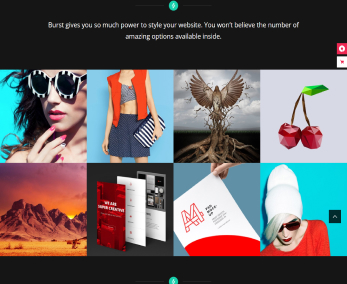 Burst gives you so much power to style your website. You won't believe the number of
amazing options available inside.
WE ARE
SUPER CREATIVE